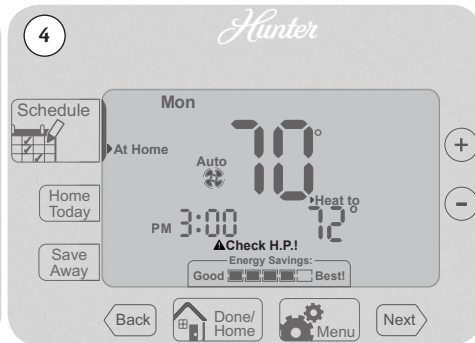 4
Hunter
Schedule
Mon
At Home
Auto
70°
Heat to
72°
PM 3:00
Check H.P.!
Energy Savings:
Good Best!
Home
Today
Save
Away
+
-
Back
Done/
Home
Menu
Next